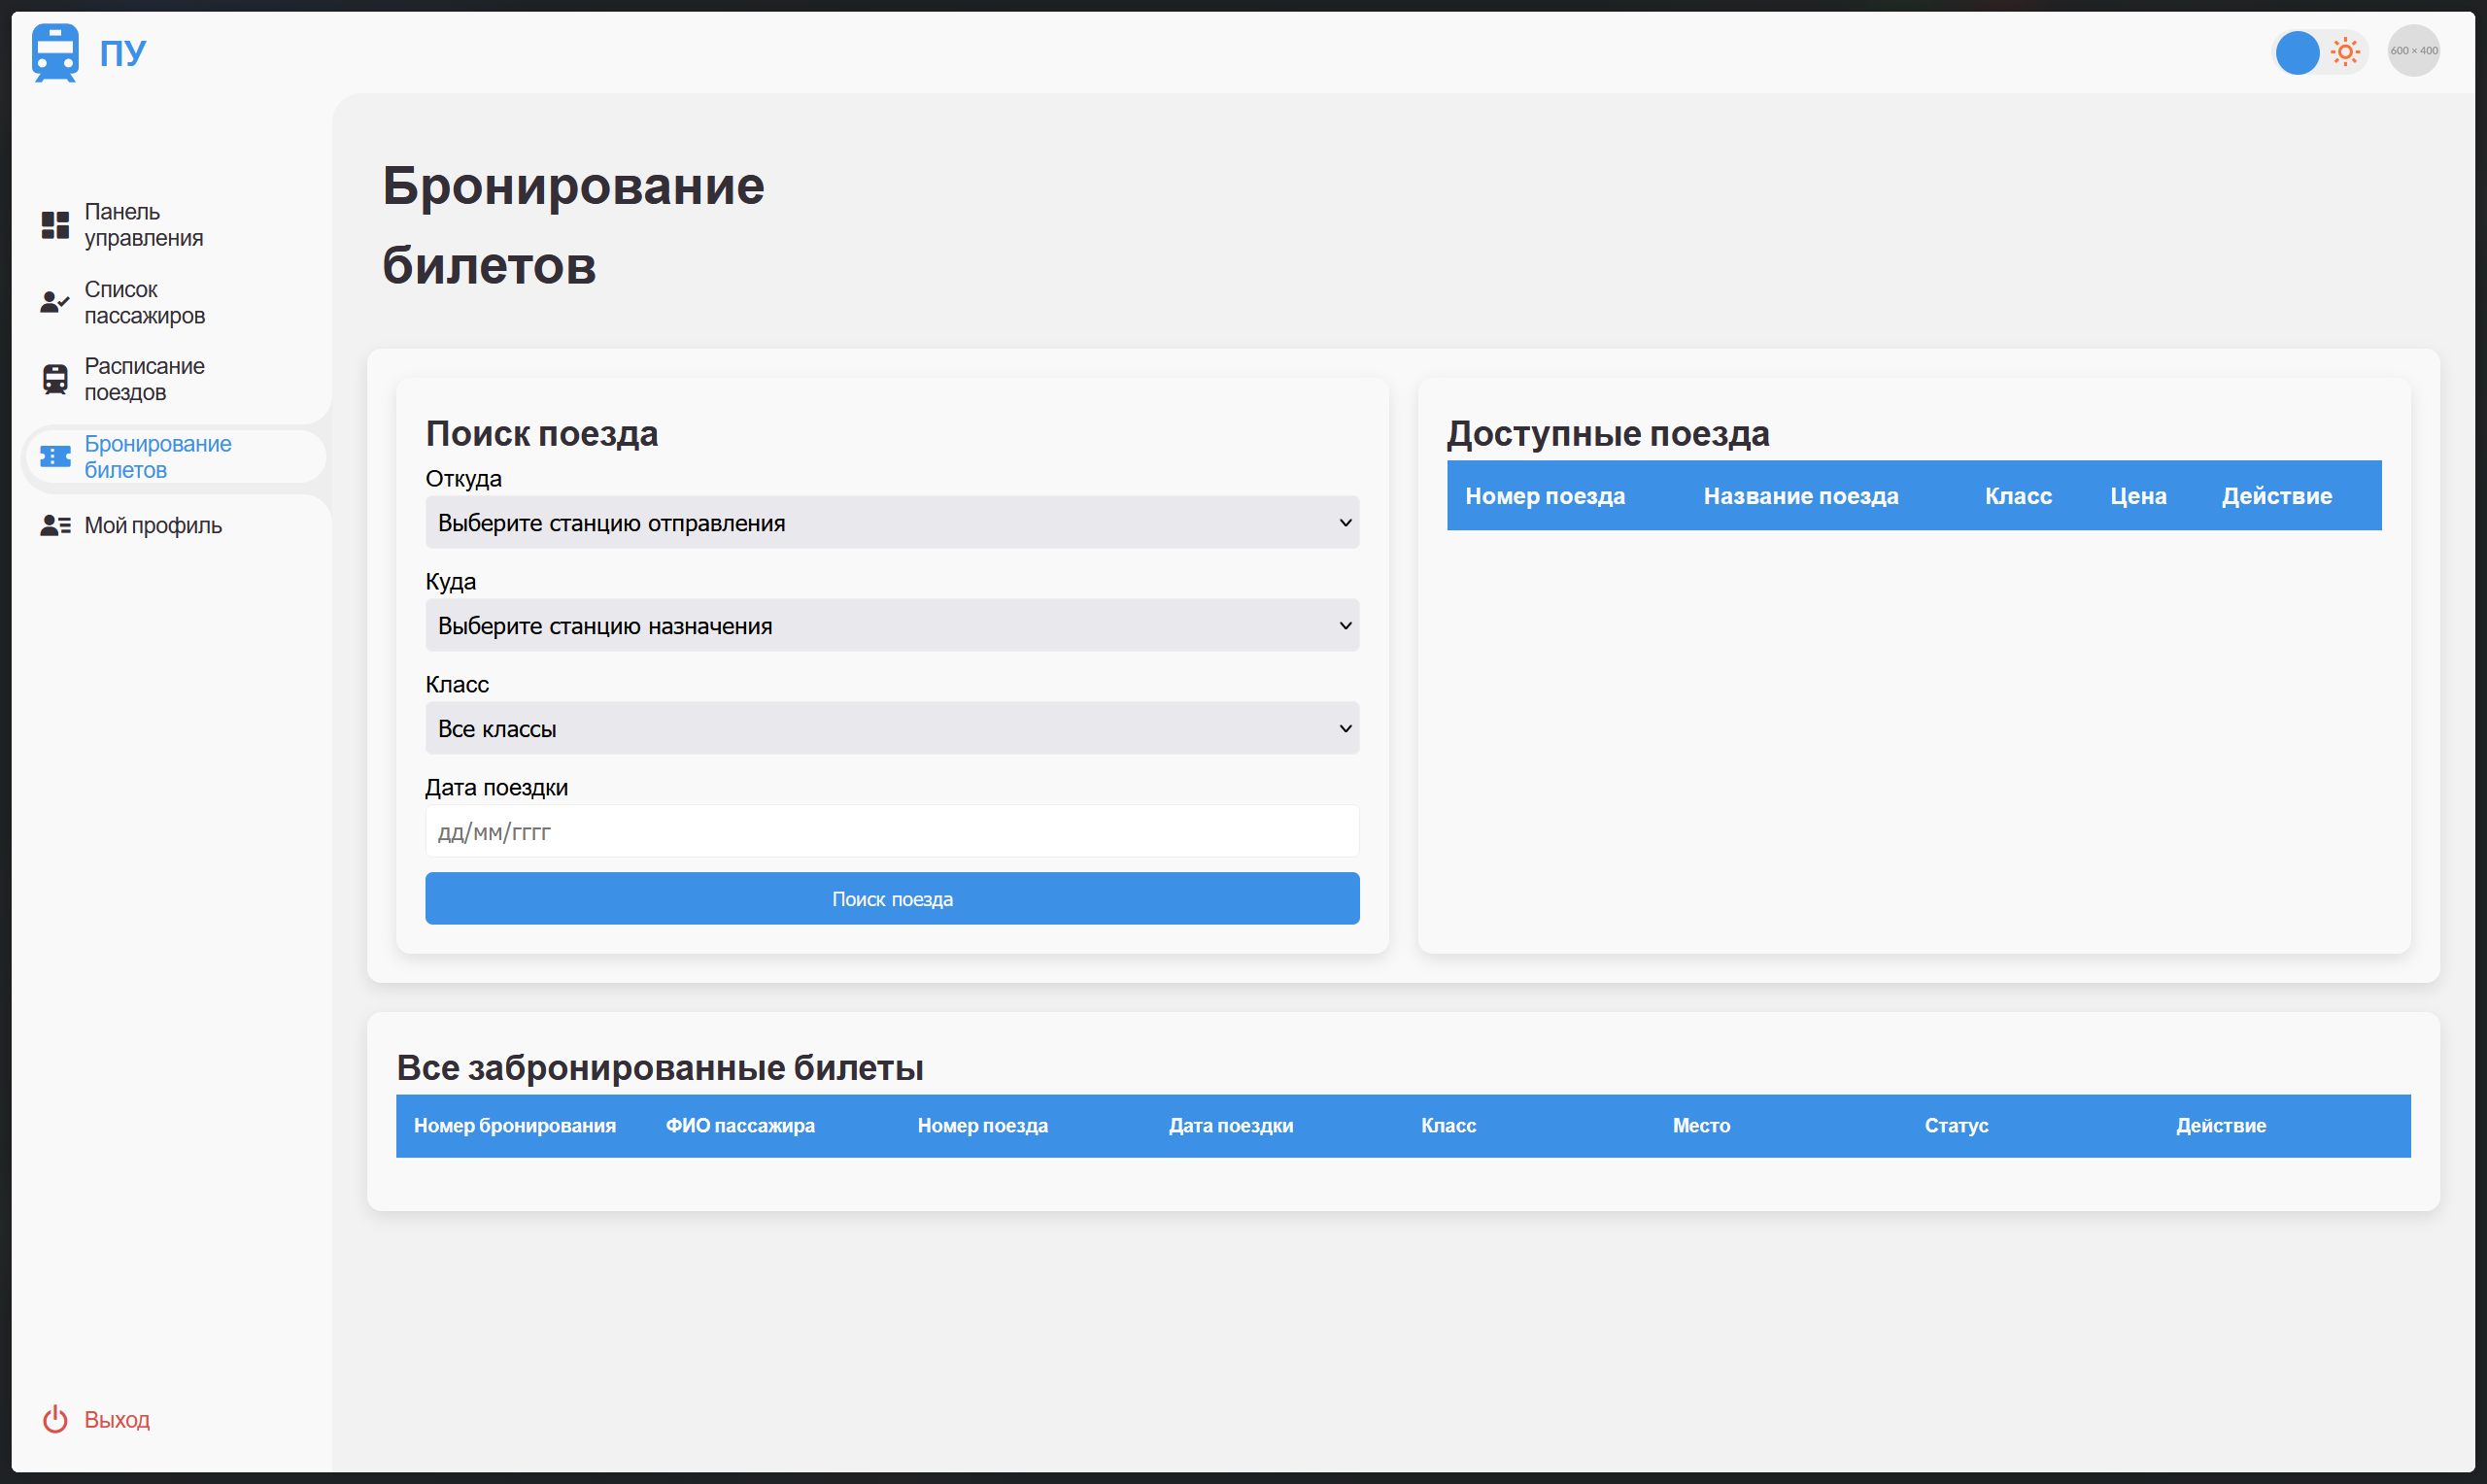 ПУ
600 × 400
Панель
управления
Список
пассажиров
Расписание
поездов
Бронирование
билетов
Мой профиль
Выход
Бронирование
билетов
Поиск поезда
Откуда
Выберите станцию отправления
Куда
Выберите станцию назначения
Класс
Все классы
Дата поездки
дд/мм/гггг
Поиск поезда
Доступные поезда
Номер поезда Название поезда Класс Цена Действие
Все забронированные билеты
Номер бронирования ФИО пассажира Номер поезда Дата поездки Класс Место Статус Действие